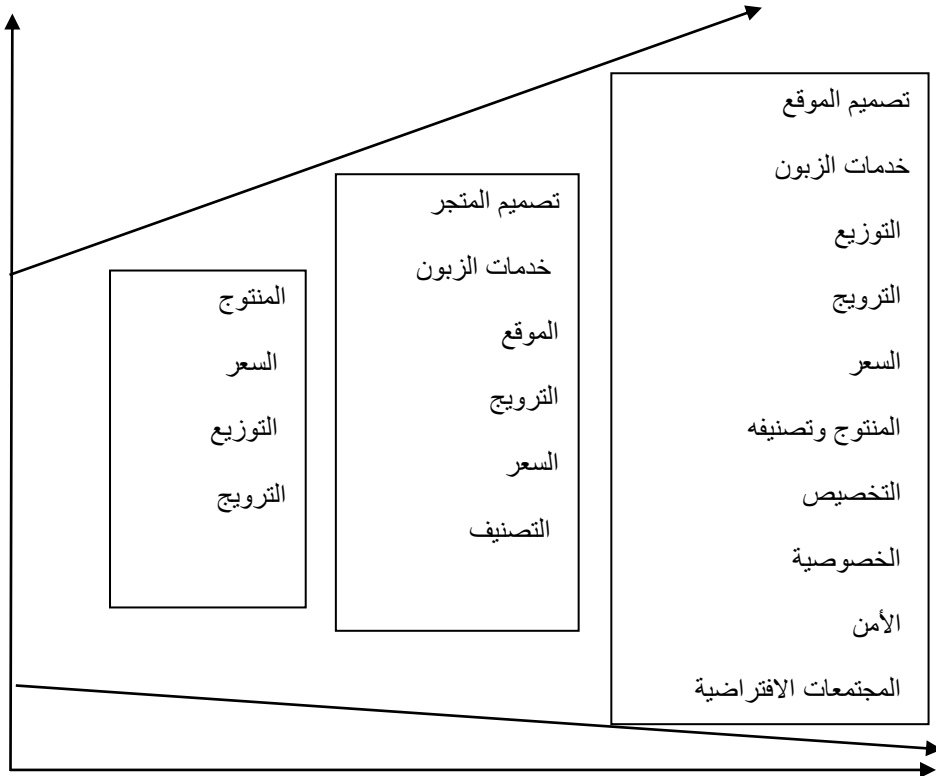 تصميم الموقع
خدمات الزبون
التوزيع
الترويج
السعر
المنتوج وتصنيفه
التخصيص
الخصوصية
الأمن
المجتمعات الافتراضية
تصميم المتجر
خدمات الزبون
الموقع
الترويج
السعر
التصنيف
المنتوج
السعر
التوزيع
الترويج